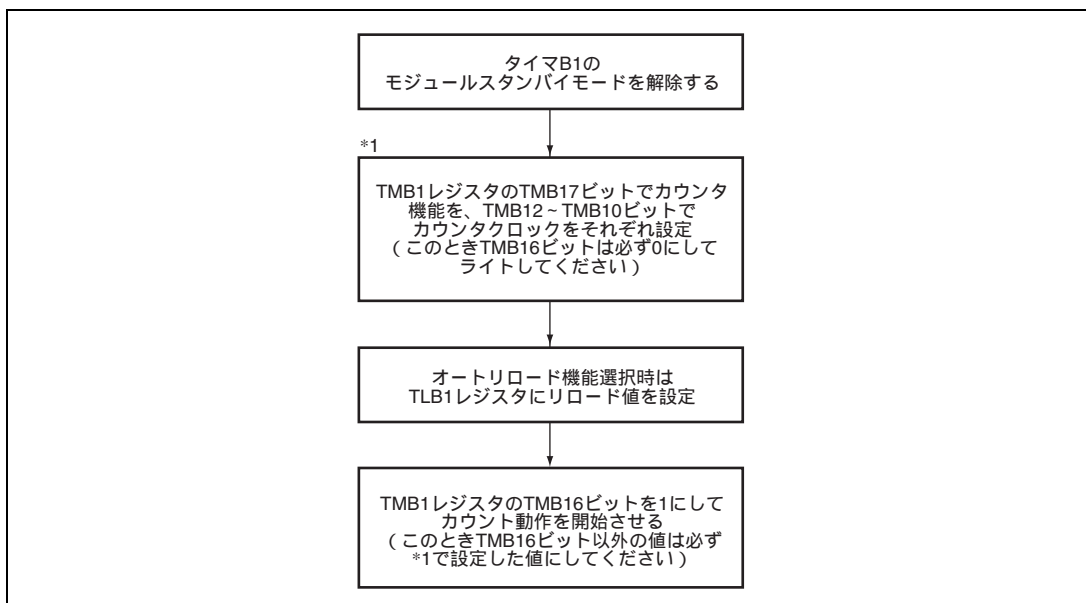 タイマB1の
モジュールスタンバイモードを解除する
*1
TMB1レジスタのTMB17ビットでカウンタ
機能を、TMB12~TMB10ビットで
カウンタクロックをそれぞれ設定
(このときTMB16ビットは必ず0にして
ライトしてください)
オートリロード機能選択時は
TLB1レジスタにリロード値を設定
TMB1レジスタのTMB16ビットを1にして
カウント動作を開始させる
(このときTMB16ビット以外の値は必ず
*1で設定した値にしてください)